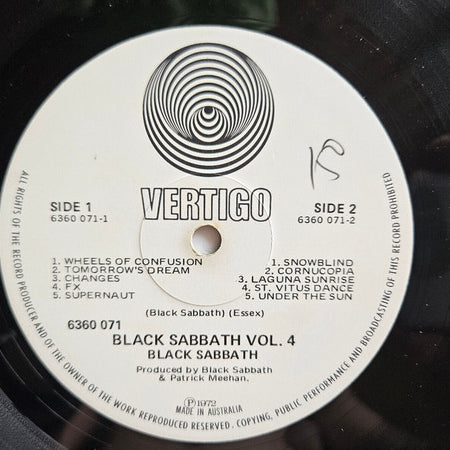 VERTIGO
SIDE 1
6360 071-1
SIDE 2
6360 071-2
1. WHEELS OF CONFUSION
2. TOMORROW'S DREAM
3. CHANGES
4. FX
5. SUPERNAUT
1. SNOWBLIND
2. CORNUCOPIA
3. LAGUNA SUNRISE
4. ST. VITUS DANCE
5. UNDER THE SUN
(Black Sabbath) (Essex)
6360 071
BLACK SABBATH VOL. 4
BLACK SABBATH
Produced by Black Sabbath
& Patrick Meehan.
Ⓟ1972
MADE IN AUSTRALIA
ALL RIGHTS OF THE RECORD PRODUCER AND OF THE OWNER OF THE WORK REPRODUCED RESERVED, COPYING, PUBLIC PERFORMANCE AND BROADCASTING OF THIS RECORD PROHIBITED